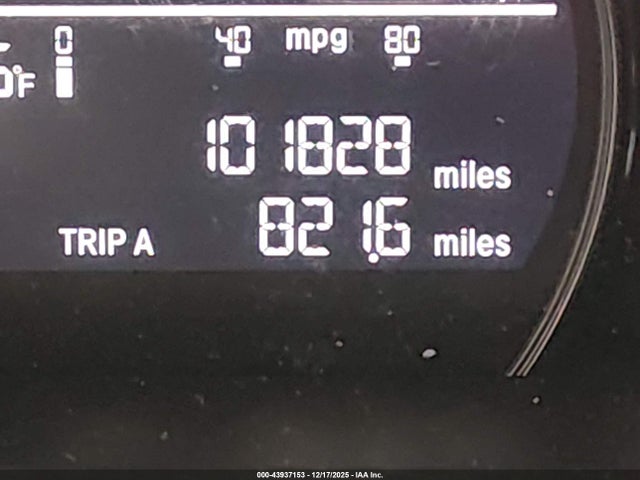 0 40 mpg 80
°F
101828 miles
TRIP A 821.6 miles
000-43937153 - 12/17/2025 - IAA Inc.